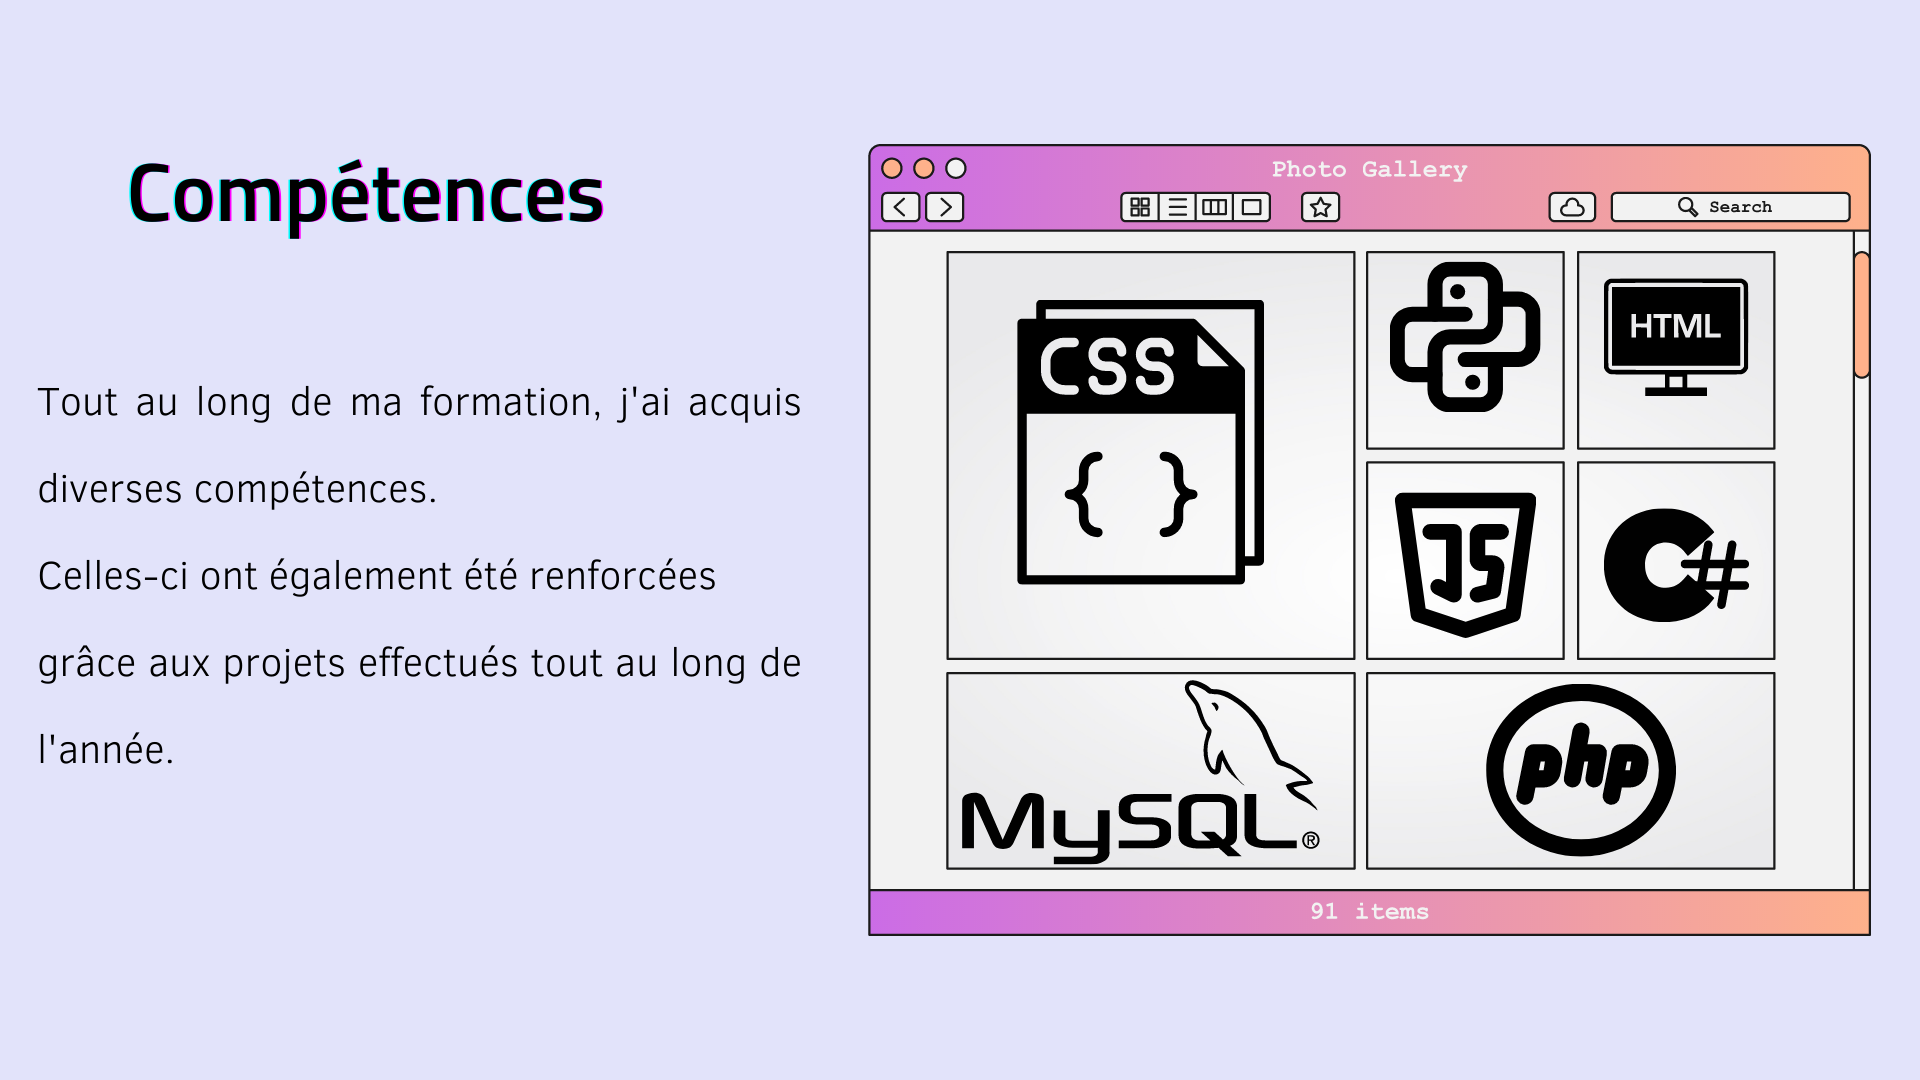 Compétences
Tout au long de ma formation, j'ai acquis
diverses compétences.
Celles-ci ont également été renforcées
grâce aux projets effectués tout au long de
l'année.
Photo Gallery
Search
CSS
{ }
HTML
JS
C#
MySQL®
php
91 items